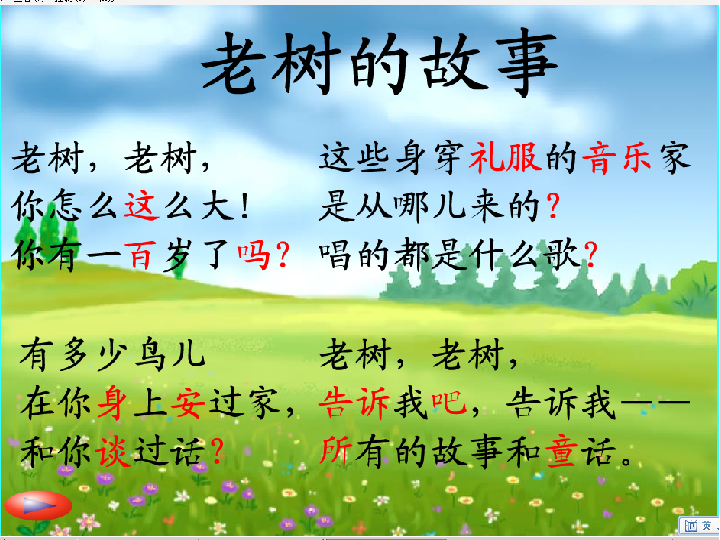 老树的故事
老树，老树，
你怎么这么大！
你有一百岁了吗？
有多少鸟儿
在你身上安过家，
和你谈过话？
这些身穿礼服的音乐家
是从哪儿来的？
唱的都是什么歌？
老树，老树，
告诉我吧，告诉我——
所有的故事和童话。
英